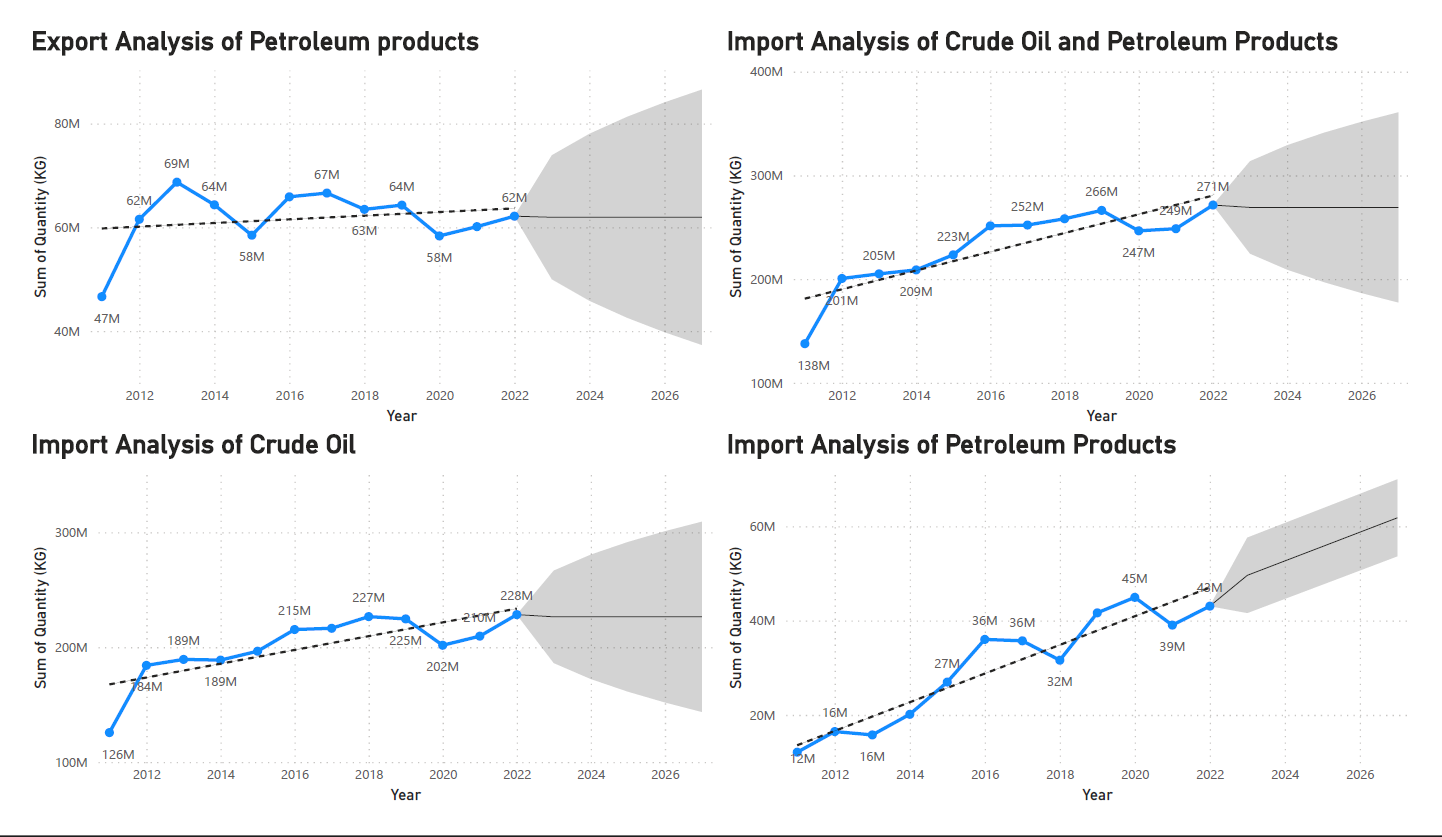 Export Analysis of Petroleum products
Sum of Quantity (KG)
80M
60M
40M
47M
62M
69M
64M
58M
67M
63M
64M
58M
62M
2012 2014 2016 2018 2020 2022 2024 2026
Year
Import Analysis of Crude Oil and Petroleum Products
Sum of Quantity (KG)
400M
300M
200M
100M
138M
201M
205M
209M
223M
252M
266M
247M
249M
271M
2012 2014 2016 2018 2020 2022 2024 2026
Year
Import Analysis of Crude Oil
Sum of Quantity (KG)
300M
200M
100M
126M
184M
189M
189M
215M
227M
225M
202M
210M
228M
2012 2014 2016 2018 2020 2022 2024 2026
Year
Import Analysis of Petroleum Products
Sum of Quantity (KG)
60M
40M
20M
12M
16M
16M
27M
36M
36M
32M
45M
39M
43M
2012 2014 2016 2018 2020 2022 2024 2026
Year